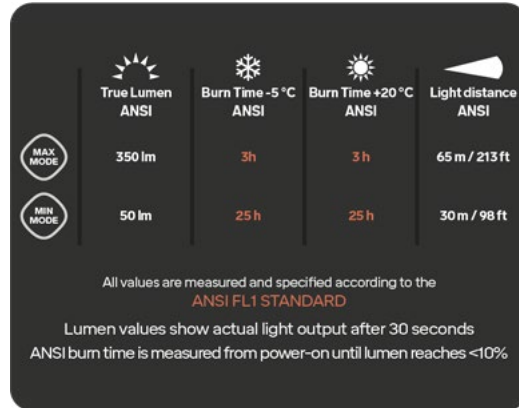 True Lumen ANSI
Burn Time -5 °C ANSI
Burn Time +20 °C ANSI
Light distance ANSI
MAX MODE
350 lm
3h
3 h
65 m / 213 ft
MIN MODE
50 lm
25 h
25 h
30 m / 98 ft
All values are measured and specified according to the
ANSI FL1 STANDARD
Lumen values show actual light output after 30 seconds
ANSI burn time is measured from power-on until lumen reaches <10%